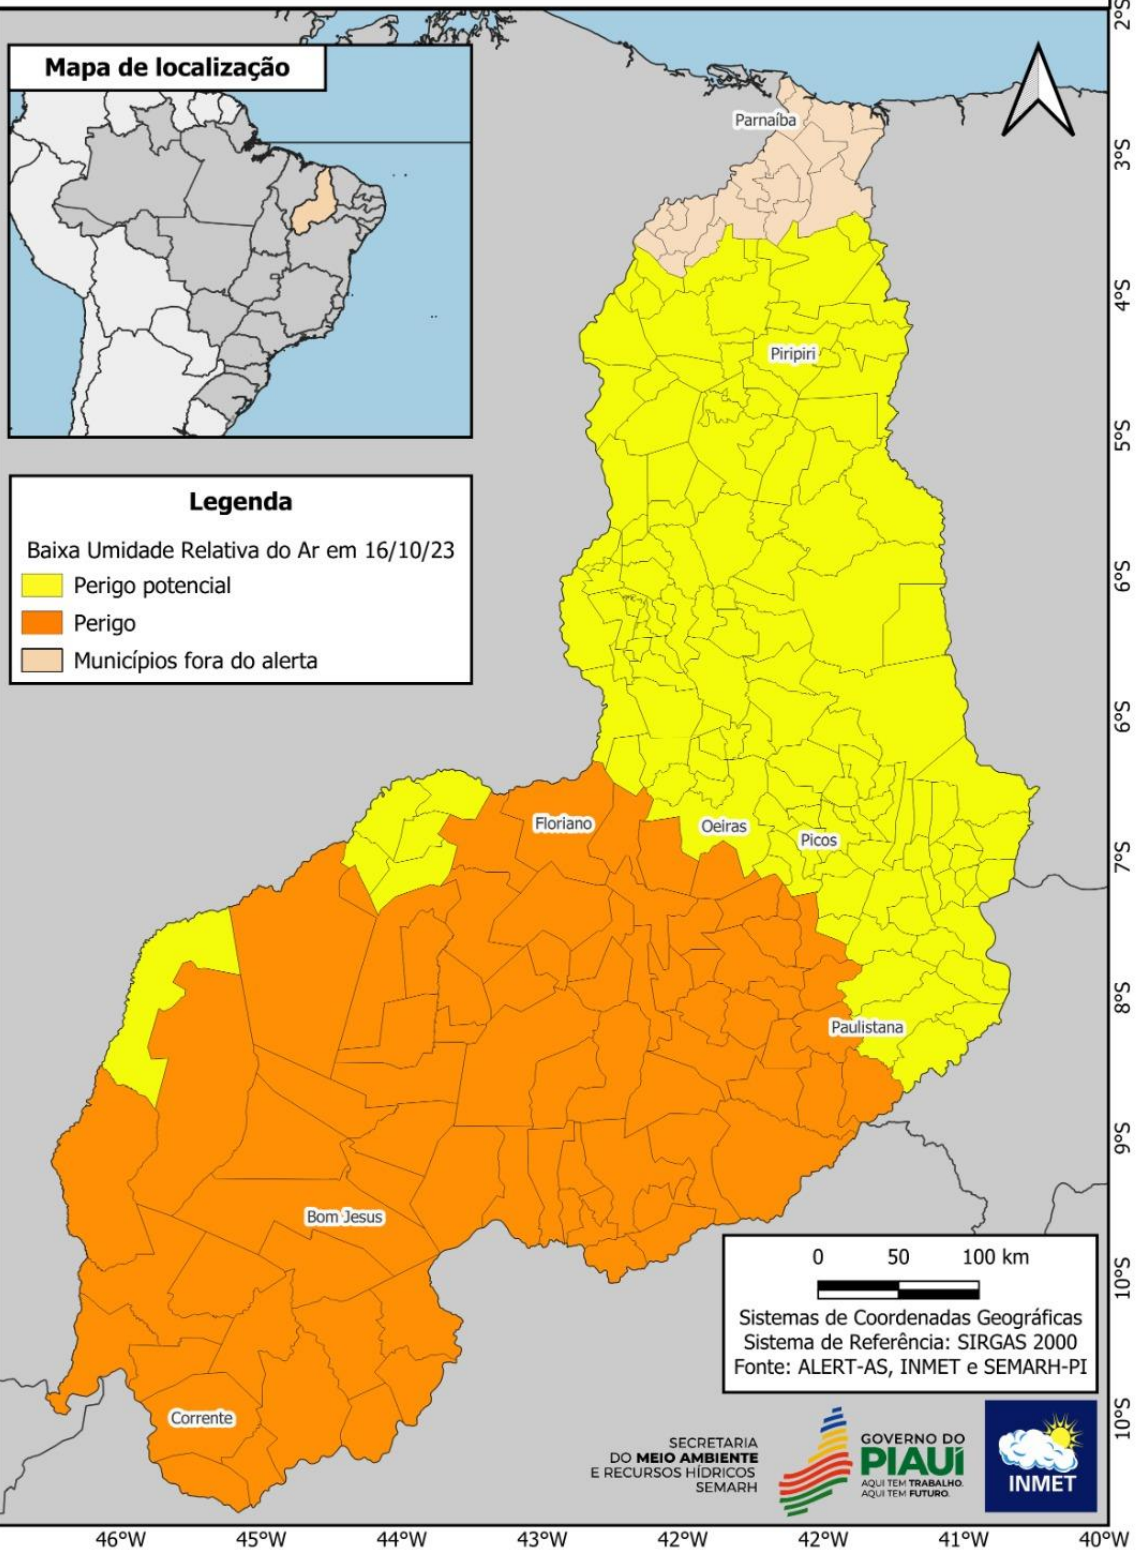 Mapa de localização
Parnaíba
Piripiri
Legenda
Baixa Umidade Relativa do Ar em 16/10/23
Perigo potencial
Perigo
Municípios fora do alerta
Floriano
Oeiras
Picos
Paulistana
Bom Jesus
Corrente
0 50 100 km
Sistemas de Coordenadas Geográficas
Sistema de Referência: SIRGAS 2000
Fonte: ALERT-AS, INMET e SEMARH-PI
SECRETARIA
DO MEIO AMBIENTE
E RECURSOS HÍDRICOS
SEMARH
GOVERNO DO
PIAUÍ
AQUI TEM TRABALHO.
AQUI TEM FUTURO.
INMET
2°S
3°S
4°S
5°S
6°S
6°S
7°S
8°S
9°S
10°S
10°S
46°W 45°W 44°W 43°W 42°W 42°W 41°W 40°W